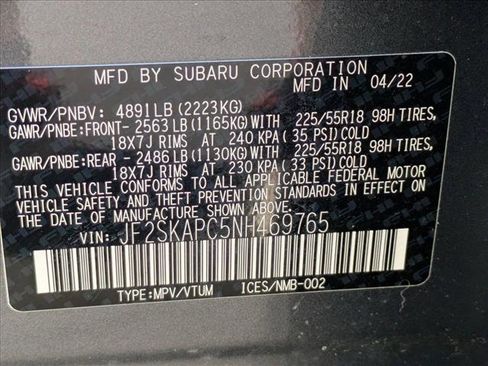 MFD BY SUBARU CORPORATION
MFD IN 04/22
GVWR/PNBV: 4891LB(2223KG)
GAWR/PNBE:FRONT- 2563LB(1165KG)WITH 225/55R18 98H TIRES,
18X7J RIMS AT 240 KPA(35 PSI)COLD
GAWR/PNBE:REAR -2486LB(1130KG)WITH 225/55R18 98H TIRES,
18X7J RIMS AT 230 KPA(33 PSI)COLD
THIS VEHICLE CONFORMS TO ALL APPLICABLE FEDERAL MOTOR
VEHICLE SAFETY AND THEFT PREVENTION STANDARDS IN EFFECT
ON THE DATE OF MANUFACTURE SHOWN ABOVE.
VIN: JF2SKAPC5NH469765
TYPE:MPV/VTUM ICES/NMB-002